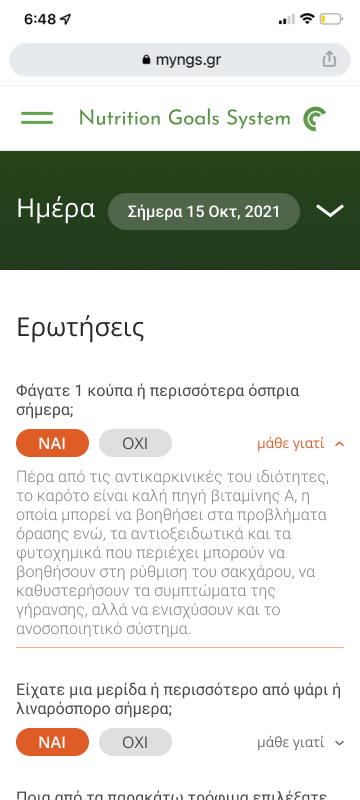 6:48
myngs.gr
Nutrition Goals System
Ημέρα
Σήμερα 15 Οκτ, 2021
Ερωτήσεις
Φάγατε 1 κούπα ή περισσότερα όσπρια
σήμερα;
ΝΑΙ ΟΧΙ μάθε γιατί
Πέρα από τις αντικαρκινικές του ιδιότητες,
το καρότο είναι καλή πηγή βιταμίνης Α, η
οποία μπορεί να βοηθήσει στα προβλήματα
όρασης ενώ, τα αντιοξειδωτικά και τα
φυτοχημικά που περιέχει μπορούν να
βοηθήσουν στη ρύθμιση του σακχάρου, να
καθυστερήσουν τα συμπτώματα της
γήρανσης, αλλά να ενισχύσουν και το
ανοσοποιητικό σύστημα.
Είχατε μια μερίδα ή περισσότερο από ψάρι ή
λιναρόσπορο σήμερα;
ΝΑΙ ΟΧΙ μάθε γιατί
Ποια από τα παρακάτω τρόφιμα επιλέξατε